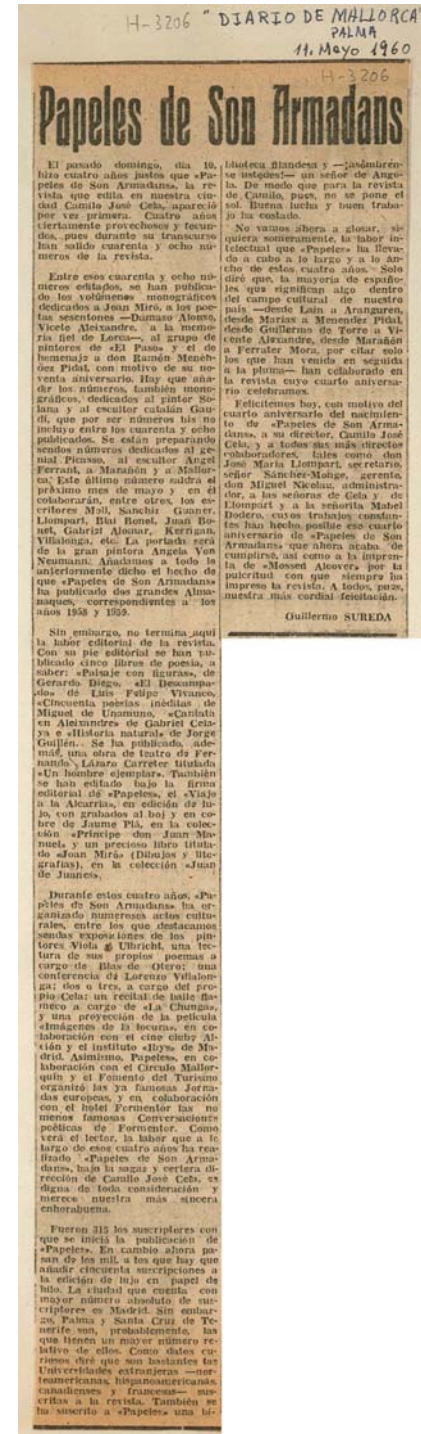 H-3206 "DIARIO DE MALLORCA"
PALMA
11. Mayo 1960
H-3206
Papeles de Son Armadans
El pasado domingo, día 10,
hizo cuatro años justos que «Pa-
peles de Son Armadans», la re-
vista que edita en nuestra ciu-
dad Camilo José Cela, apareció
por vez primera. Cuatro años
ciertamente provechosos y fecun-
dos, pues durante su transcurso
han salido cuarenta y ocho nú-
meros de la revista.
Entre esos cuarenta y ocho nú-
meros editados, se han publica-
do los volúmenes monográficos
dedicados a Joan Miró, a los poe-
tas sesentones —Dámaso Alonso,
Vicete Aleixandre, a la memo-
ria fiel de Lorca—, al grupo de
pintores de «El Paso» y el de
homenaje a don Ramón Menén-
dez Pidal, con motivo de su no-
venta aniversario. Hay que aña-
dir los números, también mono-
gráficos, dedicados al pintor So-
lana y al escultor catalán Gau-
dí, que por ser números bis no
incluyo entre los cuarenta y ocho
publicados. Se están preparando
sendos números dedicados al ge-
nial Picasso, al escultor Angel
Ferrant, a Marañón y a Mallor-
ca. Este último número saldrá el
próximo mes de mayo y en él
colaborarán, entre otros, los es-
critores Moll, Sanchiz Guaner,
Llompart, Blai Bonet, Juan Bo-
net, Gabriel Alomar, Kerrigan,
Villalonga, etc. La portada será
de la gran pintora Angela Von
Neumann. Añadamos a todo lo
anteriormente dicho el hecho de
que «Papeles de Son Armadans»
ha publicado dos grandes Alma-
naques, correspondientes a los
años 1958 y 1959.
Sin embargo, no termina aquí
la labor editorial de la revista.
Con su pie editorial se han pu-
blicado cinco libros de poesía, a
saber: «Paisaje con figuras», de
Gerardo Diego, «El Descampa-
do» de Luis Felipe Vivanco,
«Cincuenta poesías inéditas de
Miguel de Unamuno, «Cantata
en Aleixandre» de Gabriel Cela-
ya e «Historia natural» de Jorge
Guillén. Se ha publicado, ade-
más, una obra de teatro de Fer-
nando Lázaro Carreter titulada
«Un hombre ejemplar». También
se han editado bajo la firma
editorial de «Papeles», el «Viaje
a la Alcarria», en edición de lu-
jo, con grabados al boj y en co-
bre de Jaume Plá, en la colec-
ción «Príncipe don Juan Ma-
nuel» y un precioso libro titula-
do «Joan Miró» (Dibujos y lito-
grafías), en la colección «Juan
de Juanes».
Durante estos cuatro años, «Pa-
peles de Son Armadans» ha or-
ganizado numerosos actos cultu-
rales, entre los que destacamos
sendas exposiciones de los pin-
tores Viola y Ulbricht, una lec-
tura de sus propios poemas a
cargo de Blas de Otero; una
conferencia de Lorenzo Villalon-
ga; dos o tres, a cargo del pro-
pio Cela; un recital de baile fla-
meco a cargo de «La Chunga»,
y una proyección de la película
«Imágenes de la locura», en co-
laboración con el cine cluby Al-
ción y el instituto «Ibys» de Ma-
drid. Asimismo, Papeles», en co-
laboración con el Círculo Mallor-
quín y el Fomento del Turismo
organizó las ya famosas Jorna-
das europeas, y en colaboración
con el hotel Formentor las no
menos famosas Conversaciones
poéticas de Formentor. Como
verá el lector, la labor que a lo
largo de esos cuatro años ha rea-
lizado «Papeles de Son Arma-
dans», bajo la sagaz y certera di-
rección de Camilo José Cela, es
digna de toda consideración y
merece nuestra más sincera
enhorabuena.
Fueron 315 los suscriptores con
que se inició la publicación de
«Papeles». En cambio ahora pa-
san de los mil, a los que hay que
añadir cincuenta suscripciones a
la edición de lujo en papel de
hilo. La ciudad que cuenta con
mayor número absoluto de sus-
criptores es Madrid. Sin embar-
go, Palma y Santa Cruz de Te-
nerife son, probablemente, las
que tienen un mayor número re-
lativo de ellos. Como datos cu-
riosos diré que son bastantes las
Universidades extranjeras —nor-
teamericanas, hispanoamericanas,
canadienses y francesas— sus-
critas a la revista. También se
ha suscrito a «Papeles» una bi-
blioteca filandesa y —¡asómbren-
se ustedes!— un señor de Ango-
la. De modo que para la revista
de Camilo, pues, no se pone el
sol. Buena lucha y buen traba-
jo ha costado.
No vamos ahora a glosar, si-
quiera someramente, la labor in-
electual que «Papeles» ha lleva-
do a cabo a lo largo y a lo an-
cho de estos cuatro años. Solo
diré que, la mayoría de españo-
les que significan algo dentro
del campo cultural de nuestro
país —desde Lain a Aranguren,
desde Marías a Menéndez Pidal,
desde Guillermo de Torre a Vi-
cente Aleixandre, desde Marañón
a Ferrater Mora, por citar solo
los que han venido en seguida
a la pluma— han colaborado en
la revista cuyo cuarto aniversa-
rio celebramos.
Felicitemos hoy, con motivo del
cuarto aniversario del nacimien-
to de «Papeles de Son Arma-
dans», a su director, Camilo José
Cela, y a todos sus más directos
colaboradores, tales como don
José María Llompart, secretario,
señor Sánchez-Monge, gerente,
don Miguel Nicolau, administra-
dor, a las señoras de Cela y de
Llompart y a la señorita Mabel
Dodero, cuyos trabajos constan-
tes han hecho posible ese cuarto
aniversario de «Papeles de Son
Armadans» que ahora acaba de
cumplirse, así como a la impren-
ta de «Mossen Alcover» por la
pulcritud con que siempre ha
impreso la revista. A todos, pues,
nuestra más cordial felicitación.
Guillermo SUREDA